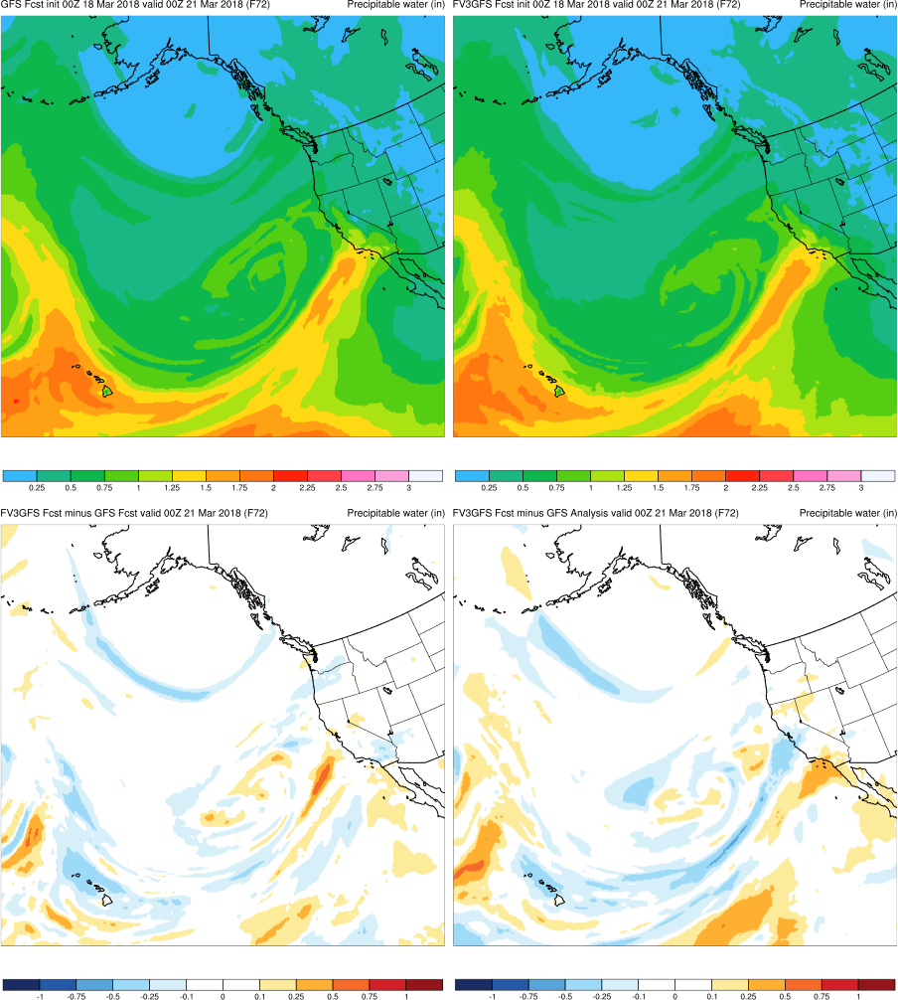 GFS Fcst init 00Z 18 Mar 2018 valid 00Z 21 Mar 2018 (F72) Precipitable water (in)
FV3GFS Fcst init 00Z 18 Mar 2018 valid 00Z 21 Mar 2018 (F72) Precipitable water (in)
0.25 0.5 0.75 1 1.25 1.5 1.75 2 2.25 2.5 2.75 3
0.25 0.5 0.75 1 1.25 1.5 1.75 2 2.25 2.5 2.75 3
FV3GFS Fcst minus GFS Fcst valid 00Z 21 Mar 2018 (F72) Precipitable water (in)
FV3GFS Fcst minus GFS Analysis valid 00Z 21 Mar 2018 (F72) Precipitable water (in)
-1 -0.75 -0.5 -0.25 -0.1 0 0.1 0.25 0.5 0.75 1
-1 -0.75 -0.5 -0.25 -0.1 0 0.1 0.25 0.5 0.75 1